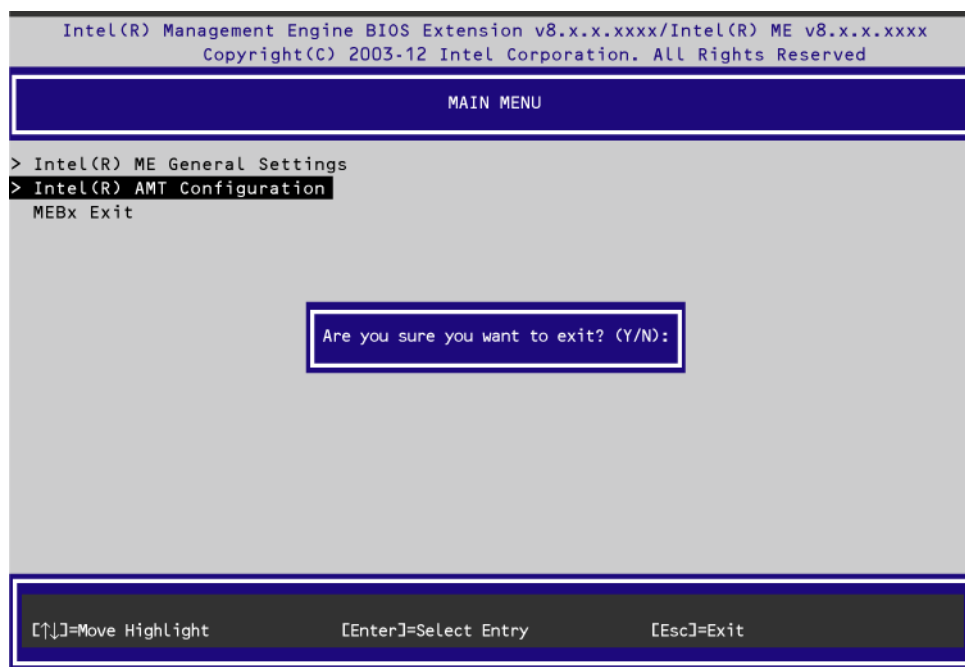 Intel(R) Management Engine BIOS Extension v8.x.x.xxxx/Intel(R) ME v8.x.x.xxxx
Copyright(C) 2003-12 Intel Corporation. All Rights Reserved
MAIN MENU
> Intel(R) ME General Settings
> Intel(R) AMT Configuration
MEBx Exit
Are you sure you want to exit? (Y/N):
[↑↓]=Move Highlight [Enter]=Select Entry [Esc]=Exit